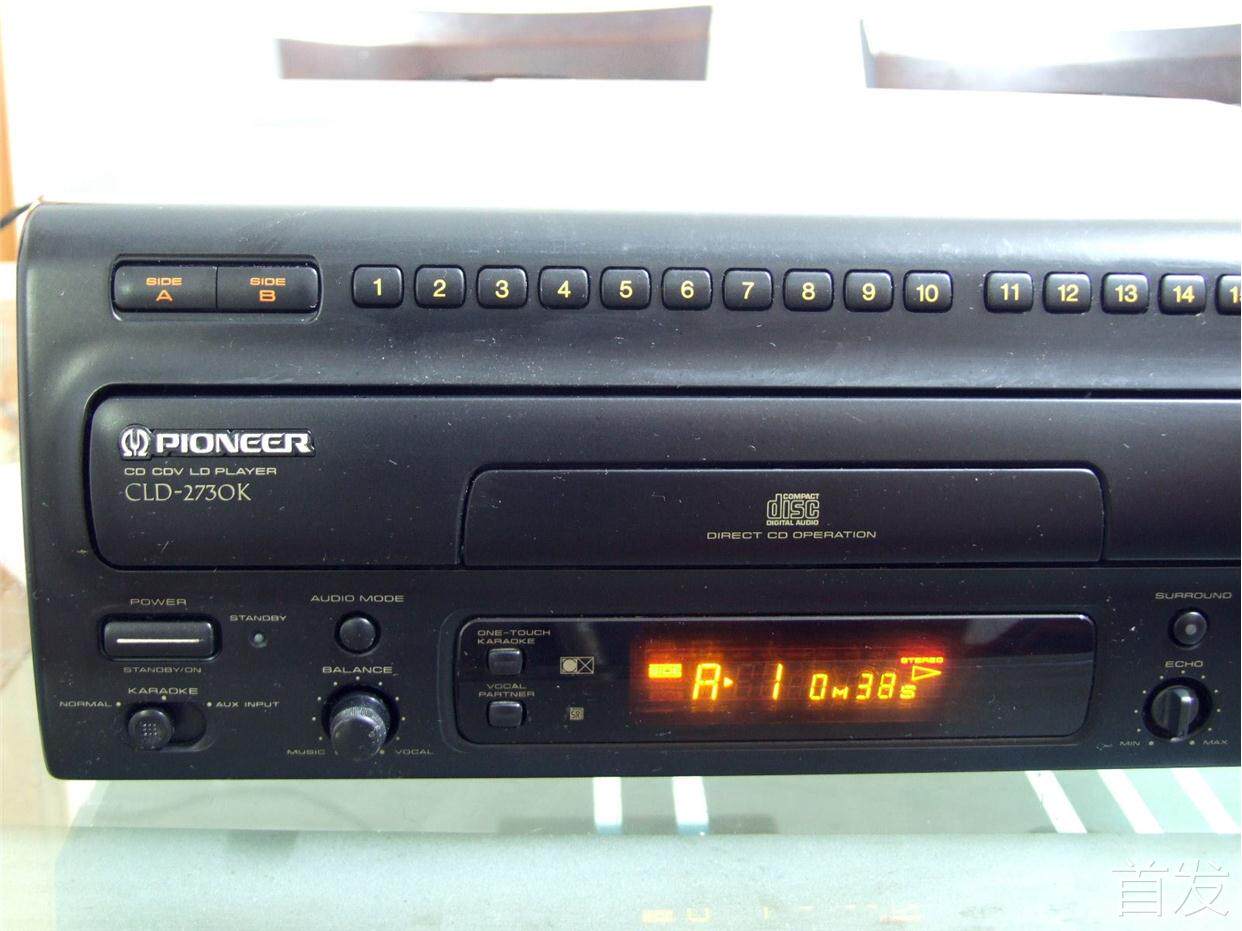 SIDE A SIDE B 1 2 3 4 5 6 7 8 9 10 11 12 13 14
PIONEER
CD CDV LD PLAYER
CLD-2730K
COMPACT
disc
DIGITAL AUDIO
DIRECT CD OPERATION
POWER
STANDBY
STANDBY/ON
AUDIO MODE
KARAOKE
NORMAL AUX INPUT
BALANCE
MUSIC VOCAL
ONE-TOUCH
KARAOKE
VOCAL
PARTNER
SIDE A 1 0M38S
STEREO
SURROUND
ECHO
MIN MAX
首发